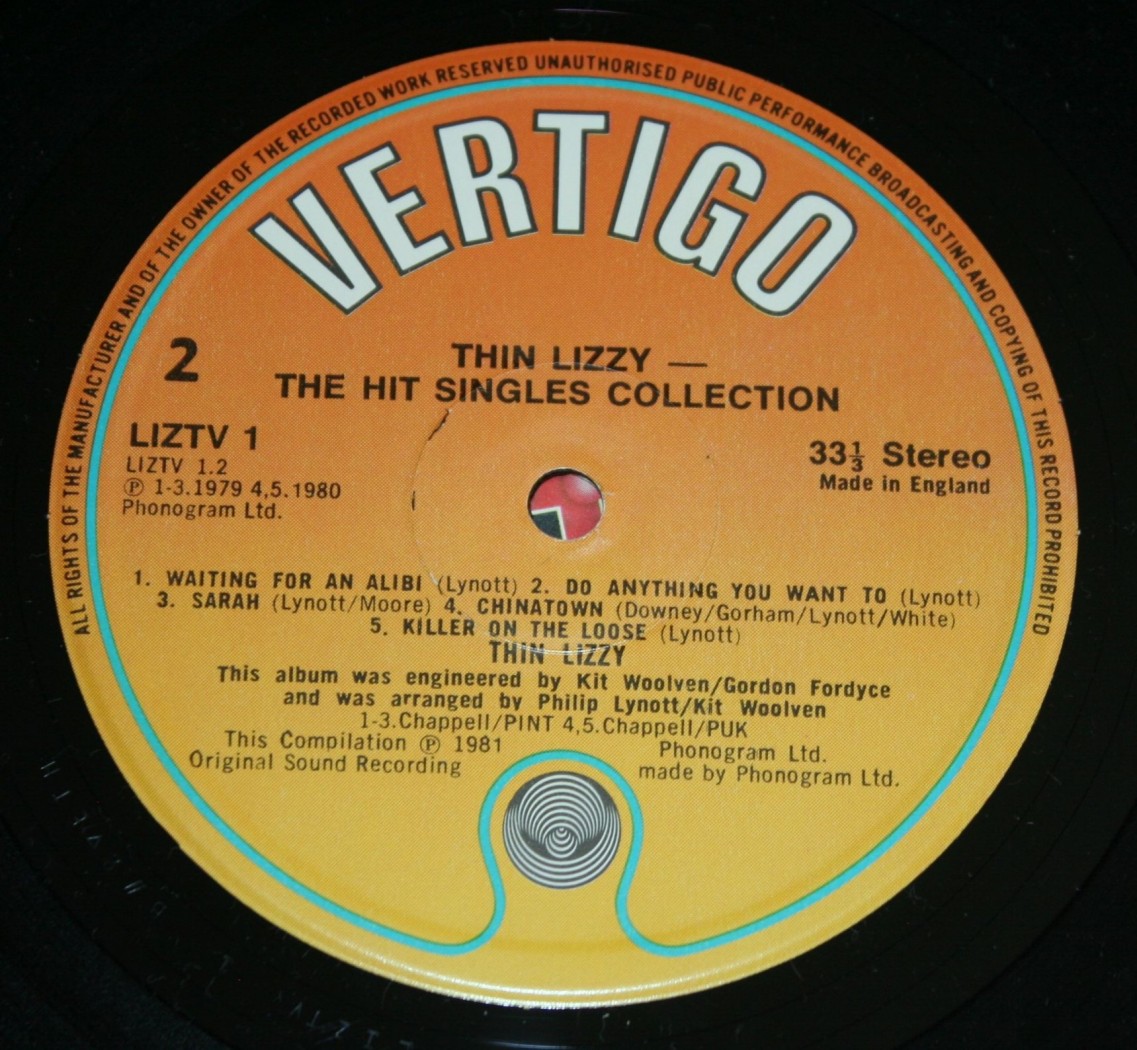 ALL RIGHTS OF THE MANUFACTURER AND OF THE OWNER OF THE RECORDED WORK RESERVED UNAUTHORISED PUBLIC PERFORMANCE BROADCASTING AND COPYING OF THIS RECORD PROHIBITED
VERTIGO
2
THIN LIZZY —
THE HIT SINGLES COLLECTION
LIZTV 1
LIZTV 1.2
℗ 1-3.1979 4,5.1980
Phonogram Ltd.
33⅓ Stereo
Made in England
1. WAITING FOR AN ALIBI (Lynott) 2. DO ANYTHING YOU WANT TO (Lynott)
3. SARAH (Lynott/Moore) 4. CHINATOWN (Downey/Gorham/Lynott/White)
5. KILLER ON THE LOOSE (Lynott)
THIN LIZZY
This album was engineered by Kit Woolven/Gordon Fordyce
and was arranged by Philip Lynott/Kit Woolven
1-3.Chappell/PINT 4,5.Chappell/PUK
This Compilation ℗ 1981 Phonogram Ltd.
Original Sound Recording made by Phonogram Ltd.